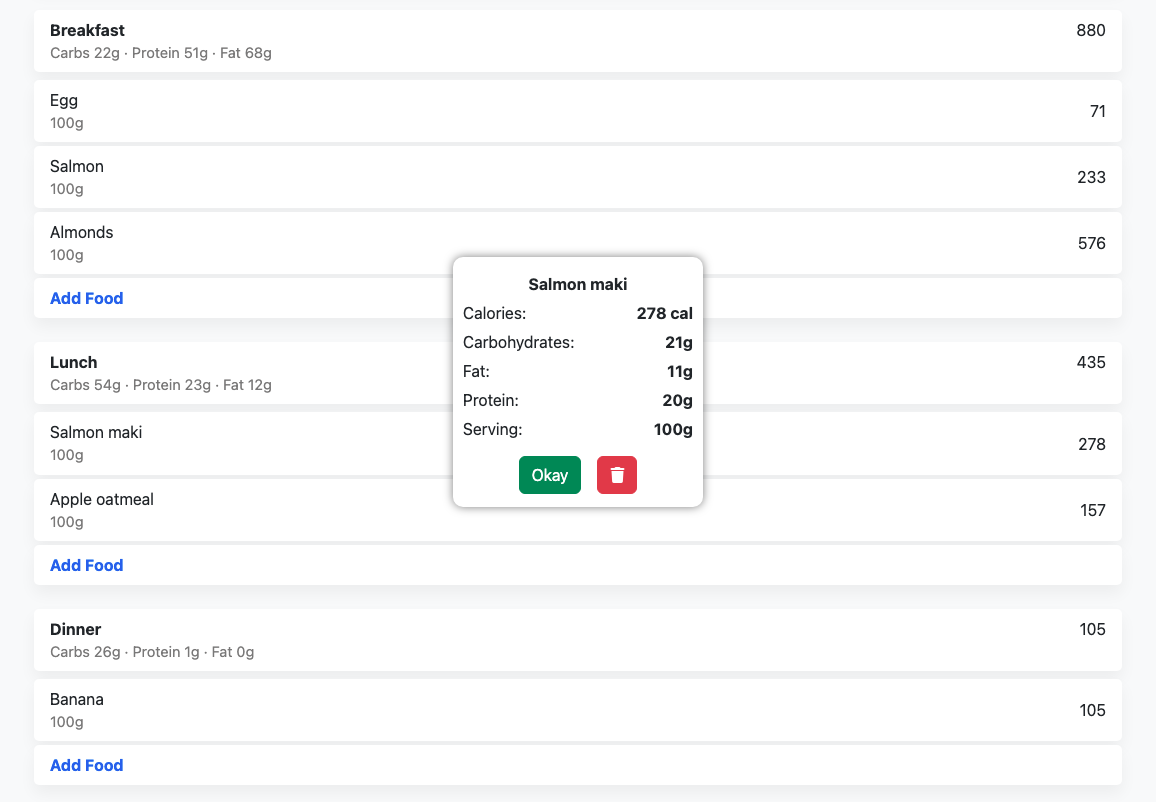 Breakfast
880
Carbs 22g · Protein 51g · Fat 68g
Egg
100g
71
Salmon
100g
233
Almonds
100g
576
Add Food
Lunch
435
Carbs 54g · Protein 23g · Fat 12g
Salmon maki
100g
278
Apple oatmeal
100g
157
Add Food
Dinner
105
Carbs 26g · Protein 1g · Fat 0g
Banana
100g
105
Add Food
Salmon maki
Calories: 278 cal
Carbohydrates: 21g
Fat: 11g
Protein: 20g
Serving: 100g
Okay